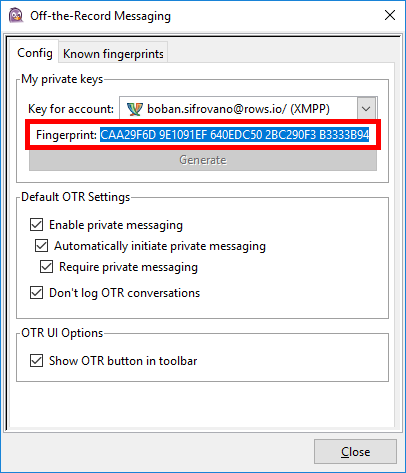 Off-the-Record Messaging
Config Known fingerprints
My private keys
Key for account: boban.sifrovano@rows.io/ (XMPP)
Fingerprint: CAA29F6D 9E1091EF 640EDC50 2BC290F3 B3333B94
Generate
Default OTR Settings
Enable private messaging
Automatically initiate private messaging
Require private messaging
Don't log OTR conversations
OTR UI Options
Show OTR button in toolbar
Close